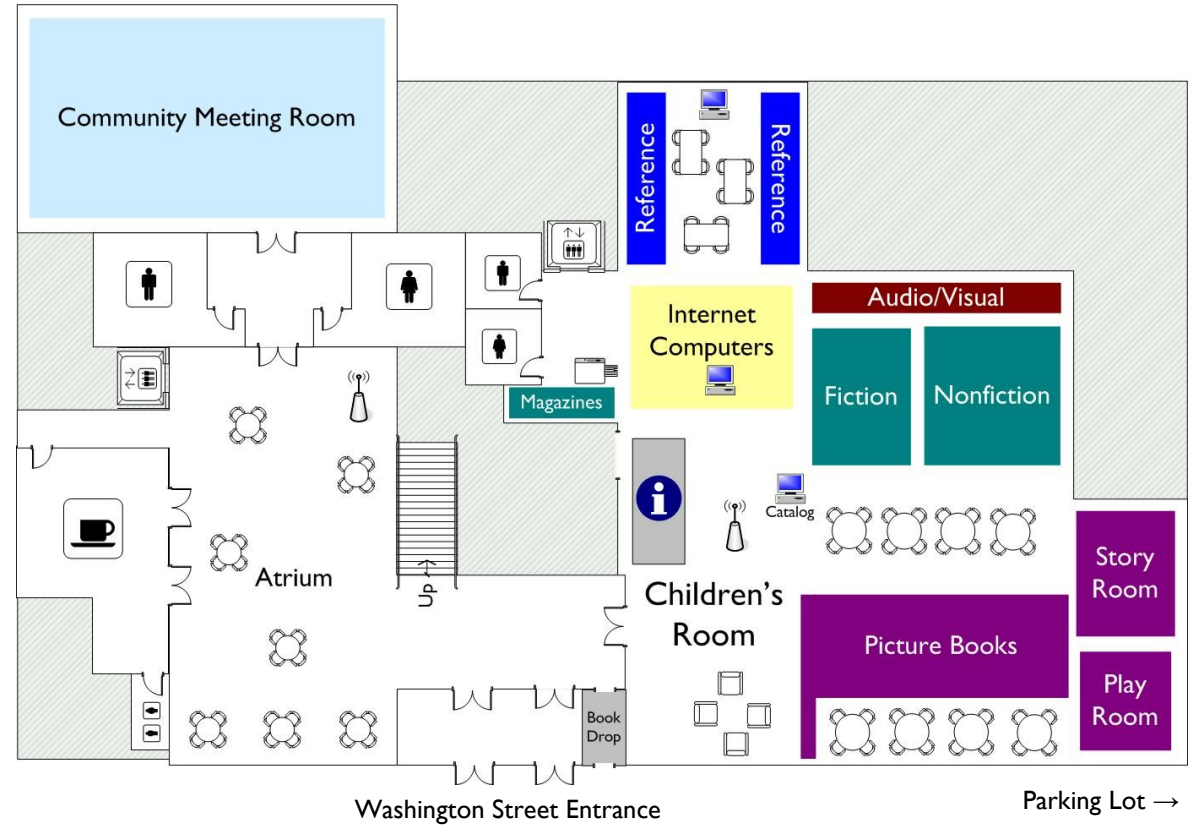 Community Meeting Room
Reference
Reference
Audio/Visual
Internet
Computers
Fiction
Nonfiction
Magazines
i
Catalog
Story
Room
Atrium
Up
Children's
Room
Picture Books
Play
Room
Book
Drop
Washington Street Entrance
Parking Lot →